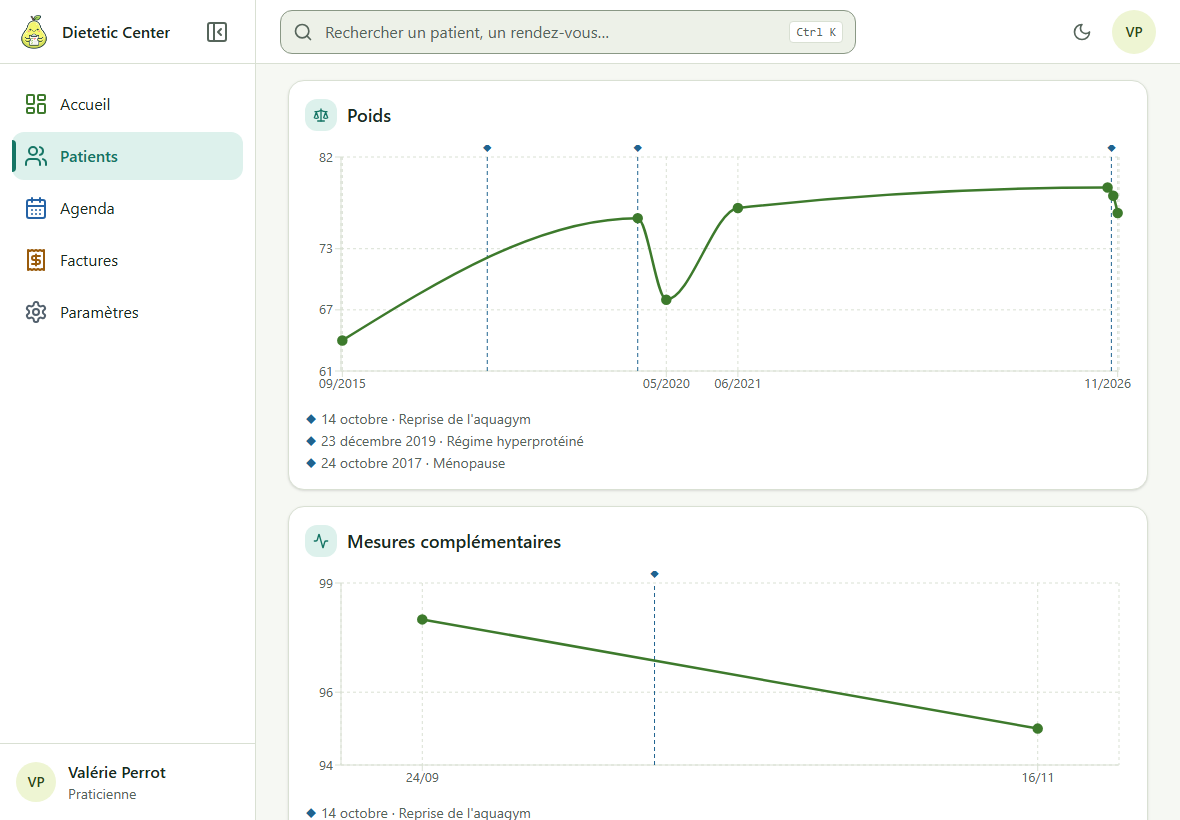 Dietetic Center
Rechercher un patient, un rendez-vous...
Ctrl K
VP
Accueil
Patients
Agenda
Factures
Paramètres
Valérie Perrot
Praticienne
VP
Poids
82
73
67
61
09/2015
05/2020
06/2021
11/2026
14 octobre · Reprise de l'aquagym
23 décembre 2019 · Régime hyperprotéiné
24 octobre 2017 · Ménopause
Mesures complémentaires
99
96
94
24/09
16/11
14 octobre · Reprise de l'aquagym